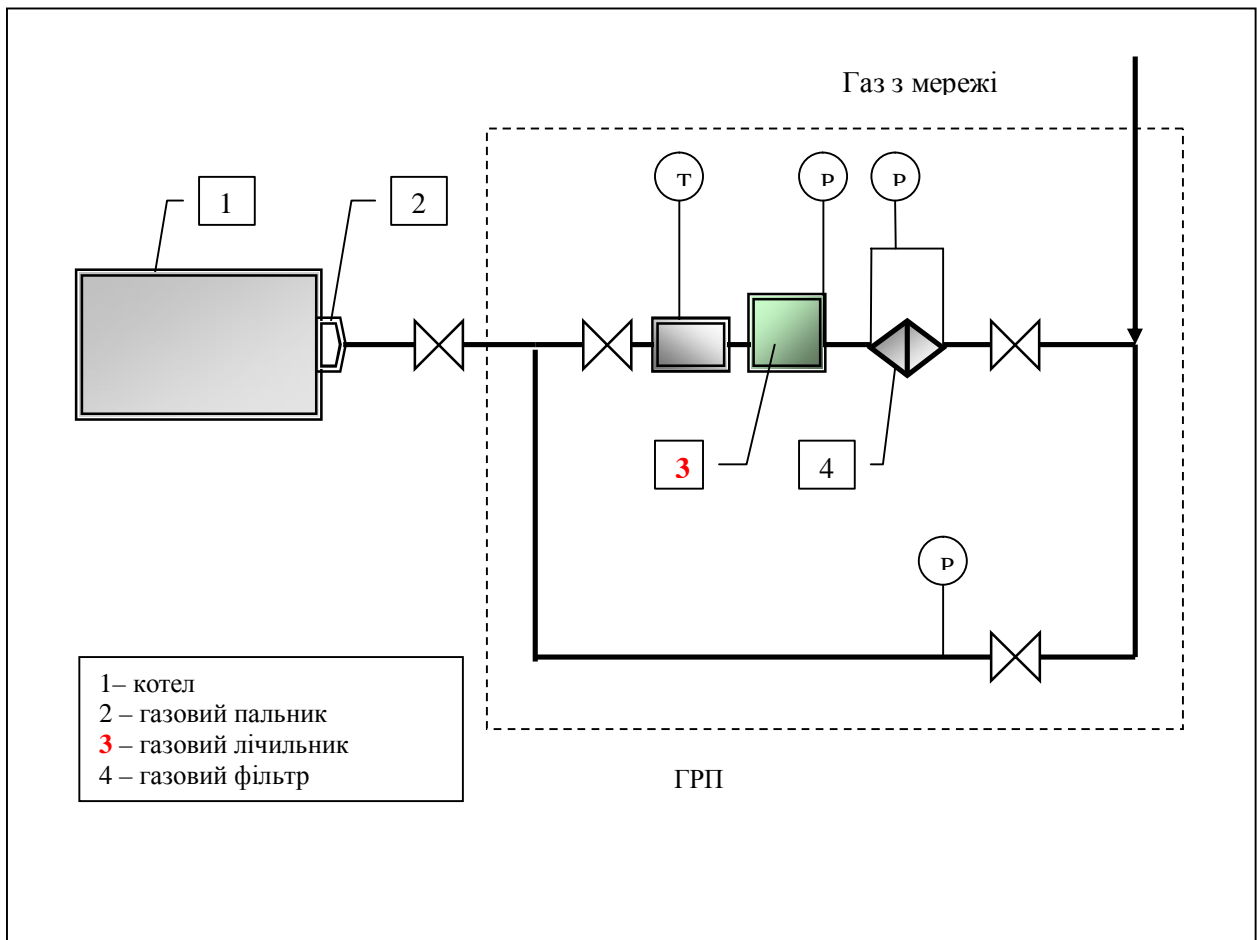 Газ з мережі
Т
Р
Р
1
2
3
4
Р
1– котел
2 – газовий пальник
3 – газовий лічильник
4 – газовий фільтр
ГРП